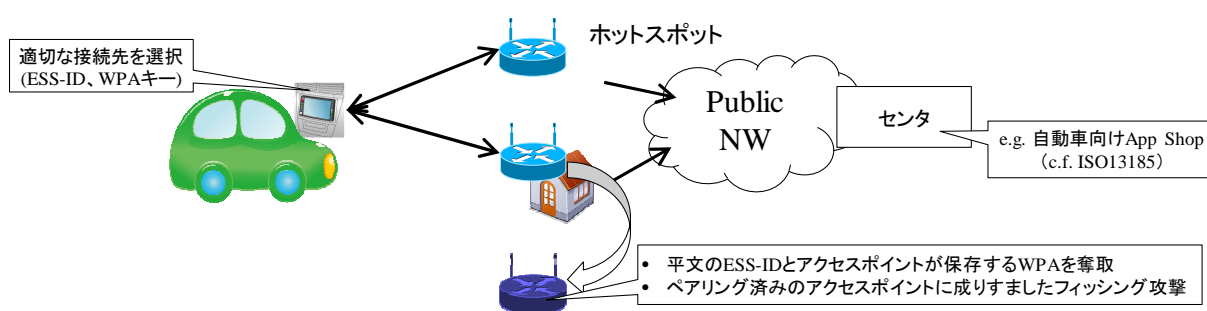 ホットスポット
適切な接続先を選択
(ESS-ID、WPAキー)
Public
NW
センタ
e.g. 自動車向けApp Shop
(c.f. ISO13185)
• 平文のESS-IDとアクセスポイントが保存するWPAを奪取
• ペアリング済みのアクセスポイントに成りすましたフィッシング攻撃